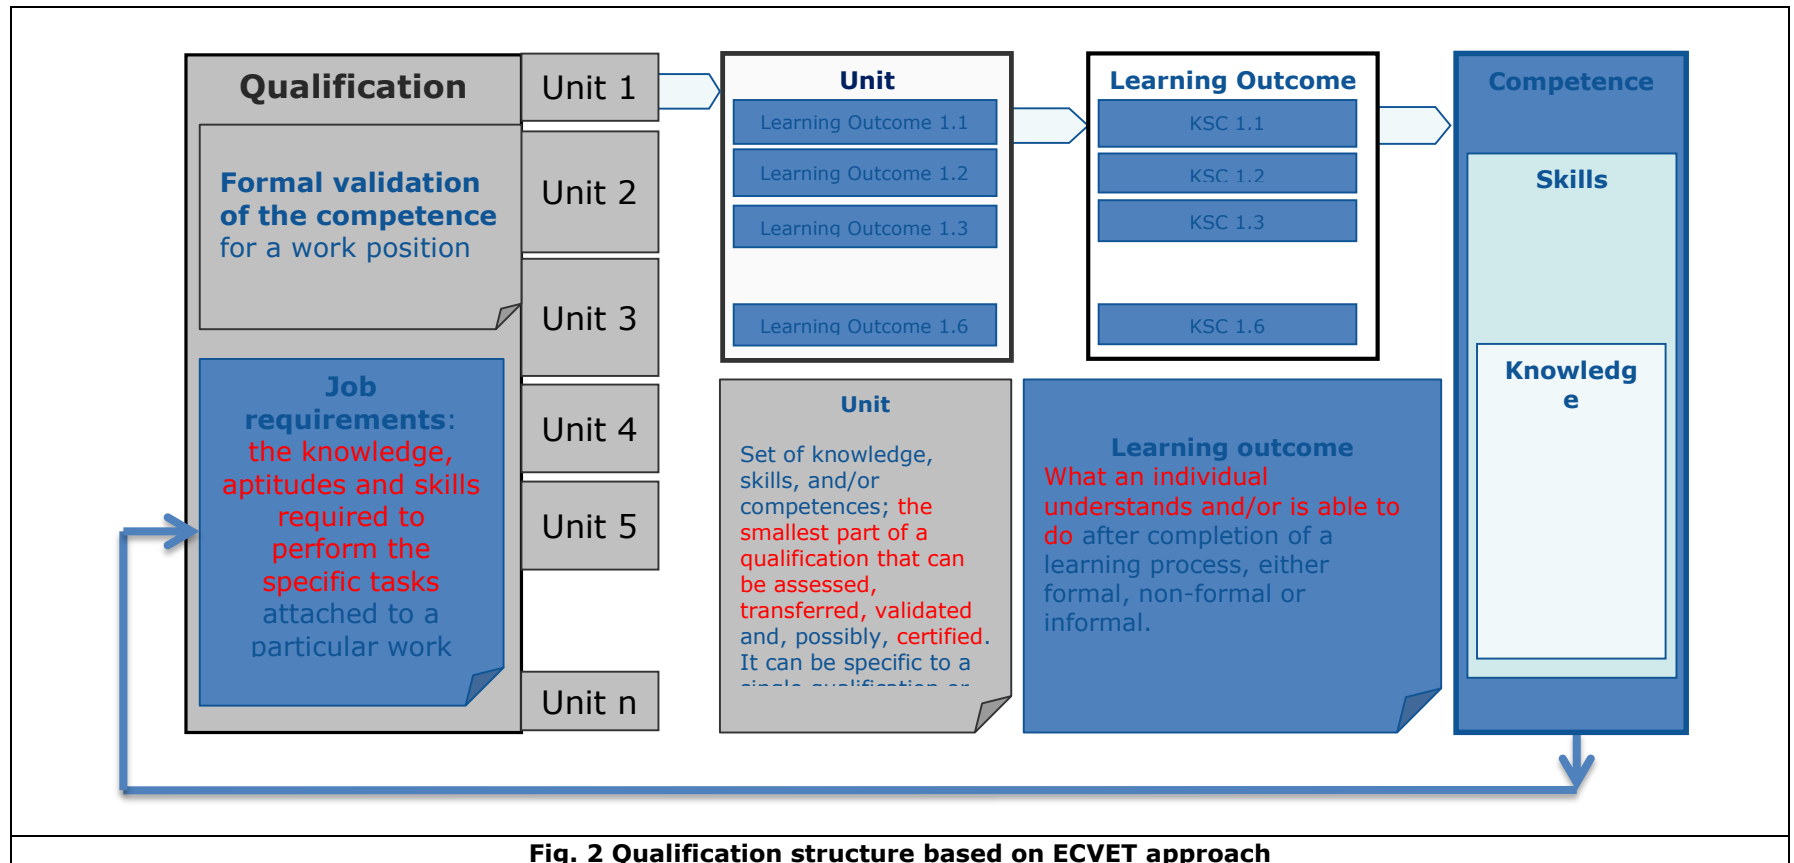 Qualification
Formal validation
of the competence
for a work position
Job
requirements:
the knowledge,
aptitudes and skills
required to
perform the
specific tasks
attached to a
particular work
Unit 1
Unit 2
Unit 3
Unit 4
Unit 5
Unit n
Unit
Learning Outcome 1.1
Learning Outcome 1.2
Learning Outcome 1.3
Learning Outcome 1.6
Learning Outcome
KSC 1.1
KSC 1.2
KSC 1.3
KSC 1.6
Unit
Set of knowledge,
skills, and/or
competences; the
smallest part of a
qualification that can
be assessed,
transferred, validated
and, possibly, certified.
It can be specific to a
single qualification or
Learning outcome
What an individual
understands and/or is able to
do after completion of a
learning process, either
formal, non-formal or
informal.
Competence
Skills
Knowledg
e
Fig. 2 Qualification structure based on ECVET approach